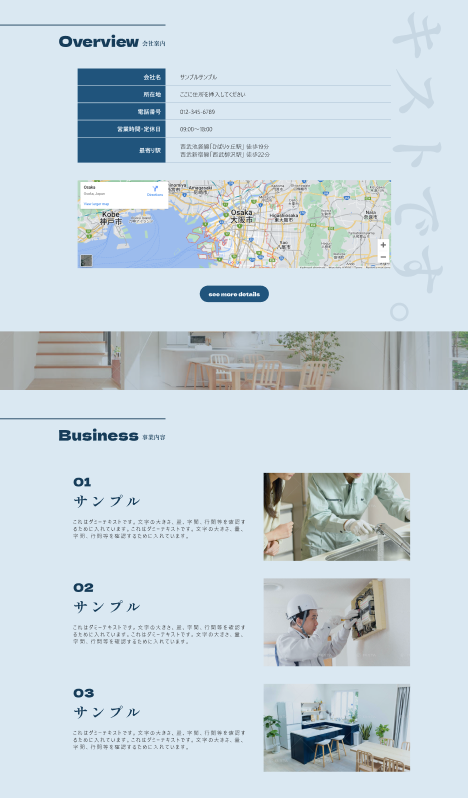 Overview 会社案内
キストです。
会社名 サンプルサンプル
所在地 ここに住所を挿入してください
電話番号 012-345-6789
営業時間・定休日 09:00〜18:00
最寄り駅 西武池袋線「ひばりヶ丘駅」 徒歩19分
西武新宿線「西武柳沢駅」 徒歩22分
Osaka
Osaka, Japan
Directions
View larger map
Kobe
神戸市
Amagasaki
尼崎市
Osaka
大阪市
Higashiosaka
東大阪市
Nara
奈良市
Yao
八尾市
see more details
Business 事業内容
01
サンプル
これはダミーテキストです。文字の大きさ、量、字間、行間等を確認す
るために入れています。これはダミーテキストです。文字の大きさ、量、
字間、行間等を確認するために入れています。
02
サンプル
これはダミーテキストです。文字の大きさ、量、字間、行間等を確認す
るために入れています。これはダミーテキストです。文字の大きさ、量、
字間、行間等を確認するために入れています。
03
サンプル
これはダミーテキストです。文字の大きさ、量、字間、行間等を確認す
るために入れています。これはダミーテキストです。文字の大きさ、量、
字間、行間等を確認するために入れています。